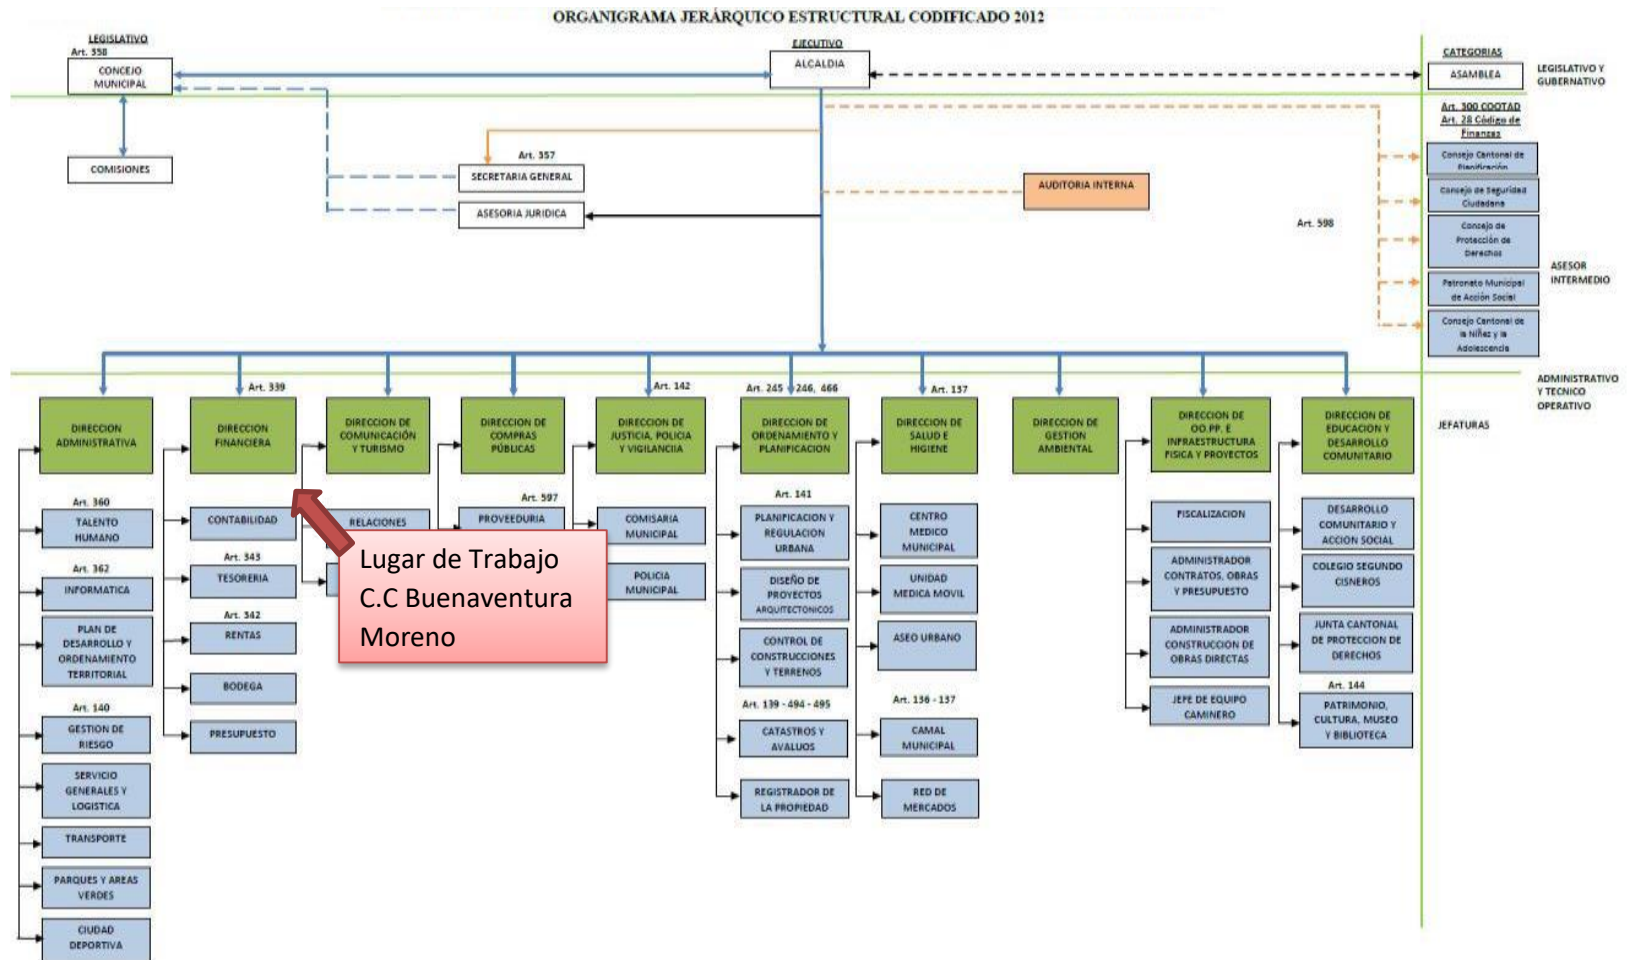 ORGANIGRAMA JERÁRQUICO ESTRUCTURAL CODIFICADO 2012
LEGISLATIVO
Art. 358
CONCEJO
MUNICIPAL
COMISIONES
EJECUTIVO
ALCALDIA
Art. 357
SECRETARIA GENERAL
ASESORIA JURIDICA
AUDITORIA INTERNA
Art. 598
CATEGORIAS
ASAMBLEA
LEGISLATIVO Y
GUBERNATIVO
Art. 300 COOTAD
Art. 28 Código de
Finanzas
Consejo Cantonal de
Planificación
Consejo de Seguridad
Ciudadana
Concejo de
Protección de
Derechos
Patronato Municipal
de Acción Social
Consejo Cantonal de
la Niñez y la
Adolescencia
ASESOR
INTERMEDIO
ADMINISTRATIVO
Y TECNICO
OPERATIVO
JEFATURAS
DIRECCION
ADMINISTRATIVA
Art. 360
TALENTO
HUMANO
Art. 362
INFORMATICA
PLAN DE
DESARROLLO Y
ORDENAMIENTO
TERRITORIAL
Art. 140
GESTION DE
RIESGO
SERVICIO
GENERALES Y
LOGISTICA
TRANSPORTE
PARQUES Y AREAS
VERDES
CIUDAD
DEPORTIVA
Art. 339
DIRECCION
FINANCIERA
CONTABILIDAD
Art. 343
TESORERIA
Art. 342
RENTAS
BODEGA
PRESUPUESTO
DIRECCION DE
COMUNICACIÓN
Y TURISMO
RELACIONES
Lugar de Trabajo
C.C Buenaventura
Moreno
DIRECCION DE
COMPRAS
PÚBLICAS
Art. 597
PROVEEDURIA
Art. 142
DIRECCION DE
JUSTICIA, POLICIA
Y VIGILANCIIA
COMISARIA
MUNICIPAL
POLICIA
MUNICIPAL
Art. 245 246, 466
DIRECCION DE
ORDENAMIENTO Y
PLANIFICACION
Art. 141
PLANIFICACION Y
REGULACION
URBANA
DISEÑO DE
PROYECTOS
ARQUITECTONICOS
CONTROL DE
CONSTRUCCIONES
Y TERRENOS
Art. 139 - 494 - 495
CATASTROS Y
AVALUOS
REGISTRADOR DE
LA PROPIEDAD
Art. 137
DIRECCION DE
SALUD E
HIGIENE
CENTRO
MEDICO
MUNICIPAL
UNIDAD
MEDICA MOVIL
ASEO URBANO
Art. 136 - 137
CAMAL
MUNICIPAL
RED DE
MERCADOS
DIRECCION DE
GESTION
AMBIENTAL
DIRECCION DE
OO.PP. E
INFRAESTRUCTURA
FISICA Y PROYECTOS
FISCALIZACION
ADMINISTRADOR
CONTRATOS, OBRAS
Y PRESUPUESTO
ADMINISTRADOR
CONSTRUCCION DE
OBRAS DIRECTAS
JEFE DE EQUIPO
CAMINERO
DIRECCION DE
EDUCACION Y
DESARROLLO
COMUNITARIO
DESARROLLO
COMUNITARIO Y
ACCION SOCIAL
COLEGIO SEGUNDO
CISNEROS
JUNTA CANTONAL
DE PROTECCION DE
DERECHOS
Art. 144
PATRIMONIO,
CULTURA, MUSEO
Y BIBLIOTECA